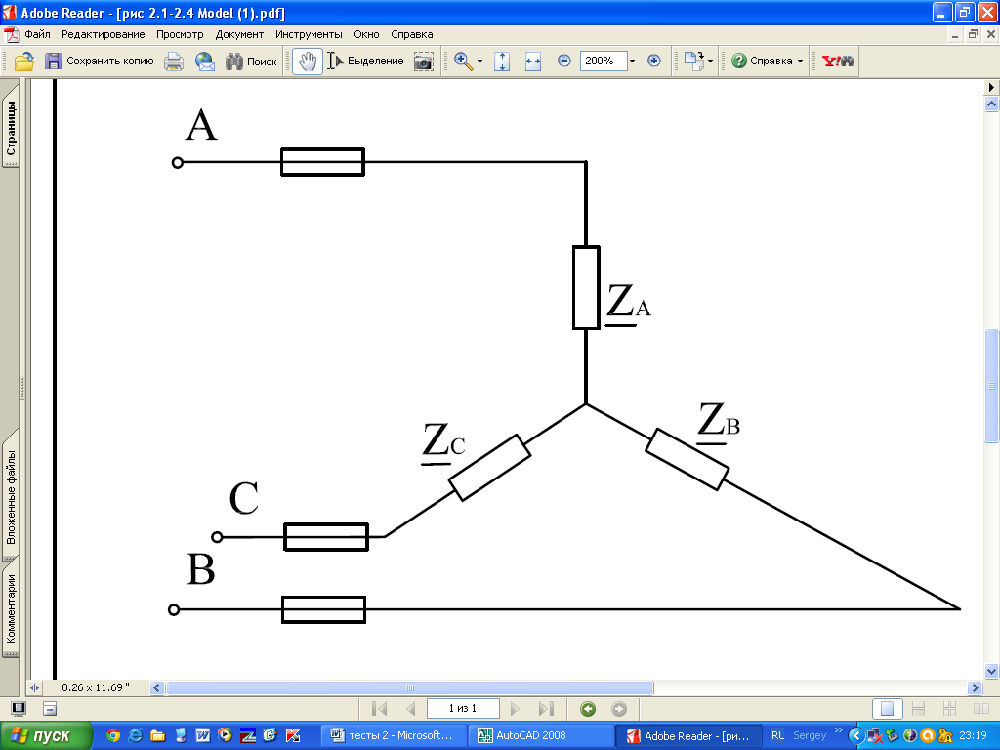 Adobe Reader - [рис 2.1-2.4 Model (1).pdf]
Файл Редактирование Просмотр Документ Инструменты Окно Справка
Сохранить копию Поиск Выделение 200% Справка Y!
Страницы
Вложенные файлы
Комментарии
A
ZA
ZB
ZC
C
B
8.26 x 11.69 "
1 из 1
пуск тесты 2 - Microsoft... AutoCAD 2008 Adobe Reader - [ри... RL Sergey » 23:19